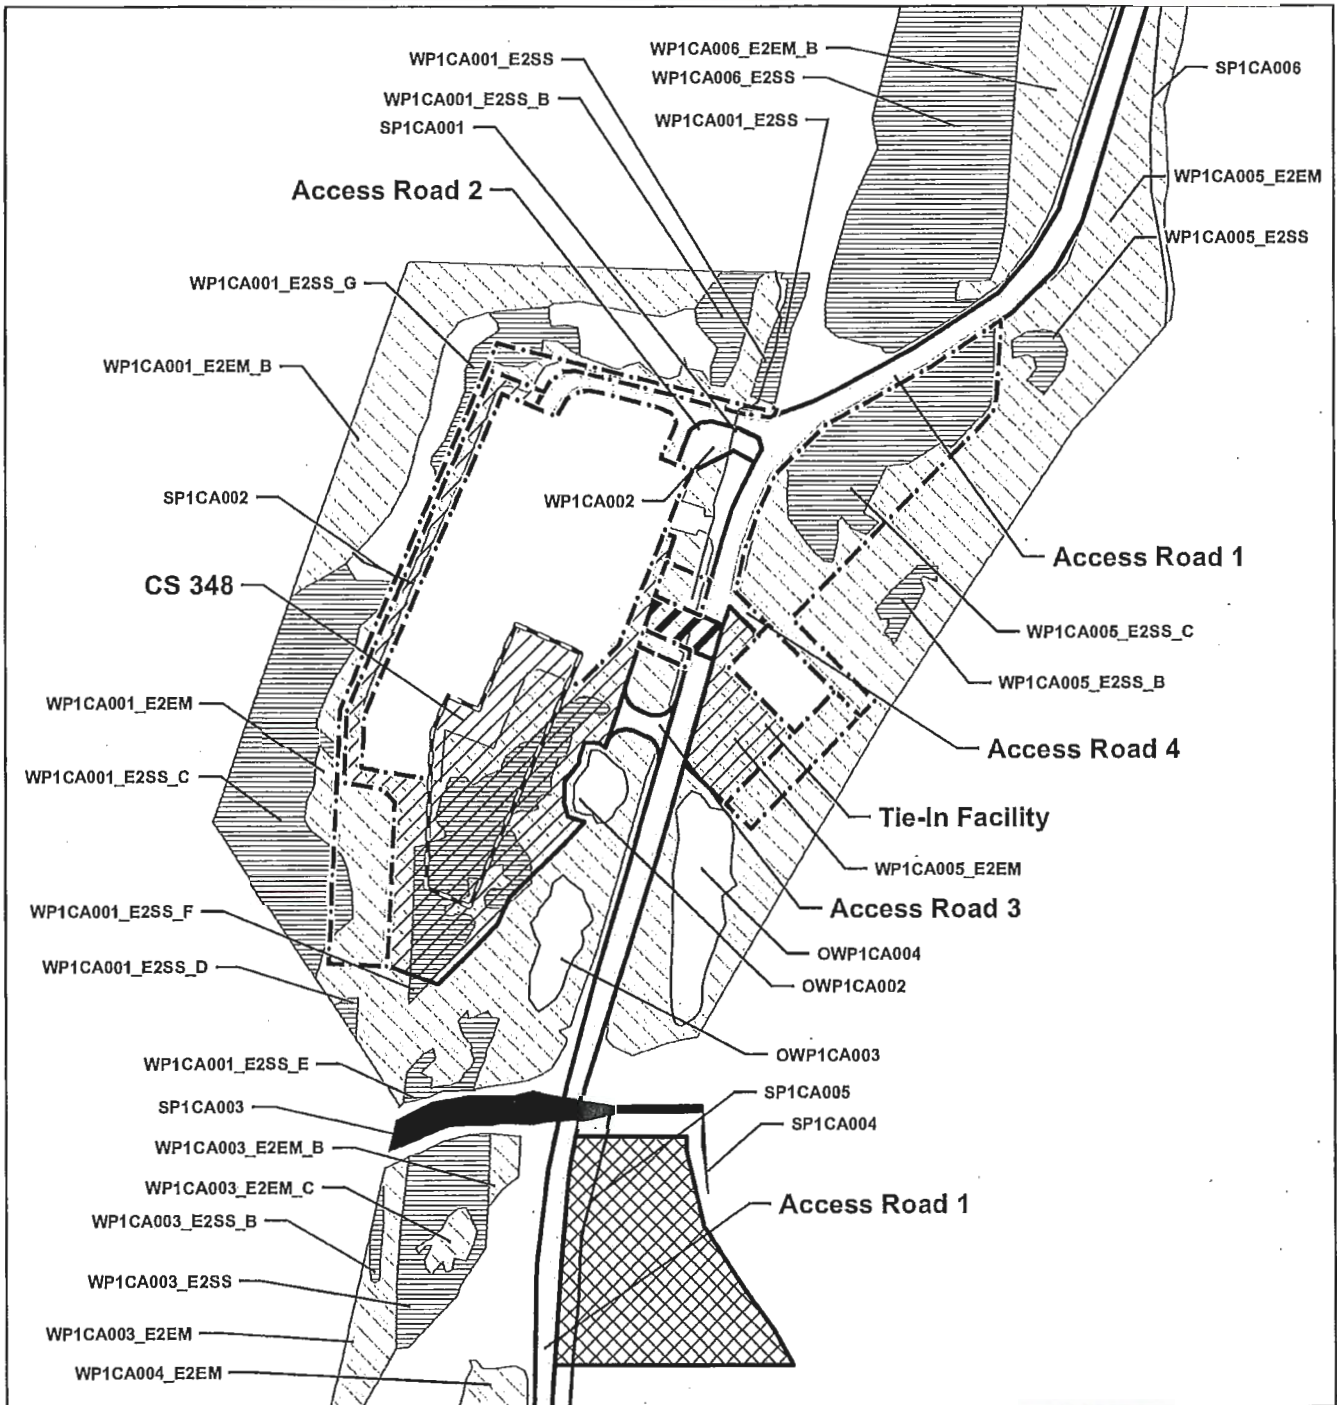 WP1CA006_E2EM_B
WP1CA001_E2SS
SP1CA006
WP1CA006_E2SS
WP1CA001_E2SS_B
WP1CA001_E2SS
SP1CA001
WP1CA005_E2EM
Access Road 2
WP1CA005_E2SS
WP1CA001_E2SS_G
WP1CA001_E2EM_B
SP1CA002
WP1CA002
Access Road 1
CS 348
WP1CA005_E2SS_C
WP1CA005_E2SS_B
WP1CA001_E2EM
Access Road 4
WP1CA001_E2SS_C
Tie-In Facility
WP1CA005_E2EM
WP1CA001_E2SS_F
Access Road 3
OWP1CA004
WP1CA001_E2SS_D
OWP1CA002
OWP1CA003
WP1CA001_E2SS_E
SP1CA005
SP1CA003
SP1CA004
WP1CA003_E2EM_B
WP1CA003_E2EM_C
Access Road 1
WP1CA003_E2SS_B
WP1CA003_E2SS
WP1CA003_E2EM
WP1CA004_E2EM